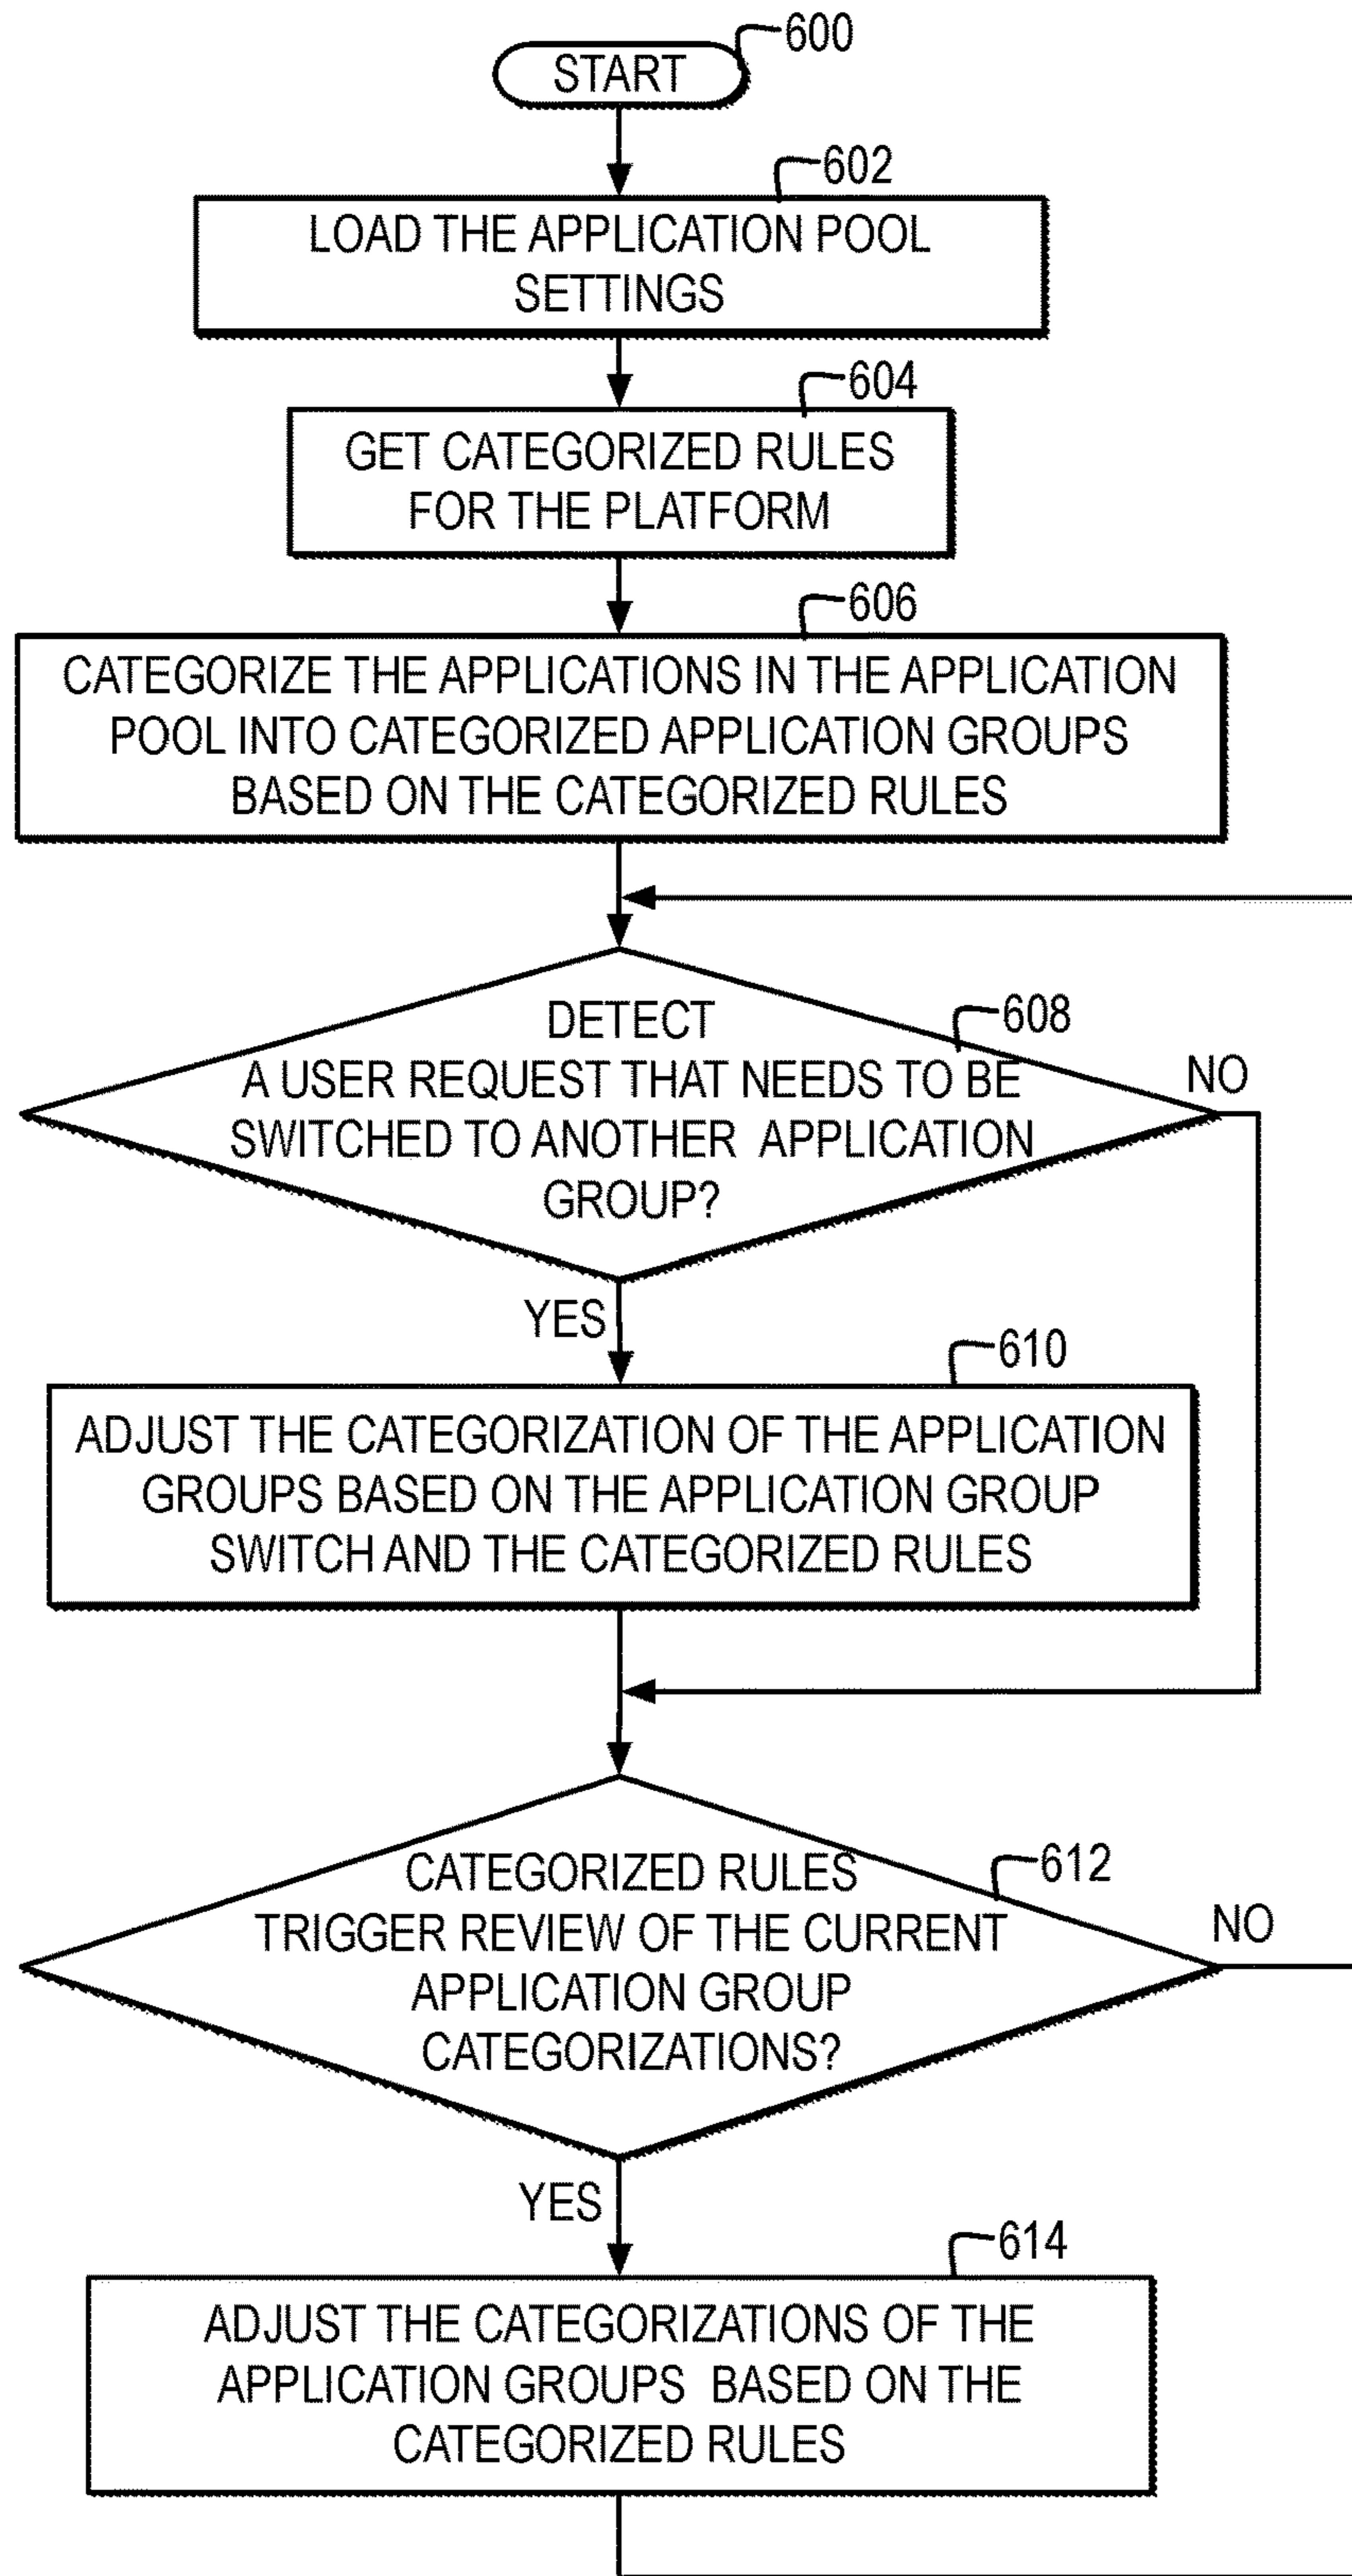 600
START
602
LOAD THE APPLICATION POOL
SETTINGS
604
GET CATEGORIZED RULES
FOR THE PLATFORM
606
CATEGORIZE THE APPLICATIONS IN THE APPLICATION
POOL INTO CATEGORIZED APPLICATION GROUPS
BASED ON THE CATEGORIZED RULES
608
DETECT
A USER REQUEST THAT NEEDS TO BE
SWITCHED TO ANOTHER APPLICATION
GROUP?
NO
YES
610
ADJUST THE CATEGORIZATION OF THE APPLICATION
GROUPS BASED ON THE APPLICATION GROUP
SWITCH AND THE CATEGORIZED RULES
612
CATEGORIZED RULES
TRIGGER REVIEW OF THE CURRENT
APPLICATION GROUP
CATEGORIZATIONS?
NO
YES
614
ADJUST THE CATEGORIZATIONS OF THE
APPLICATION GROUPS BASED ON THE
CATEGORIZED RULES